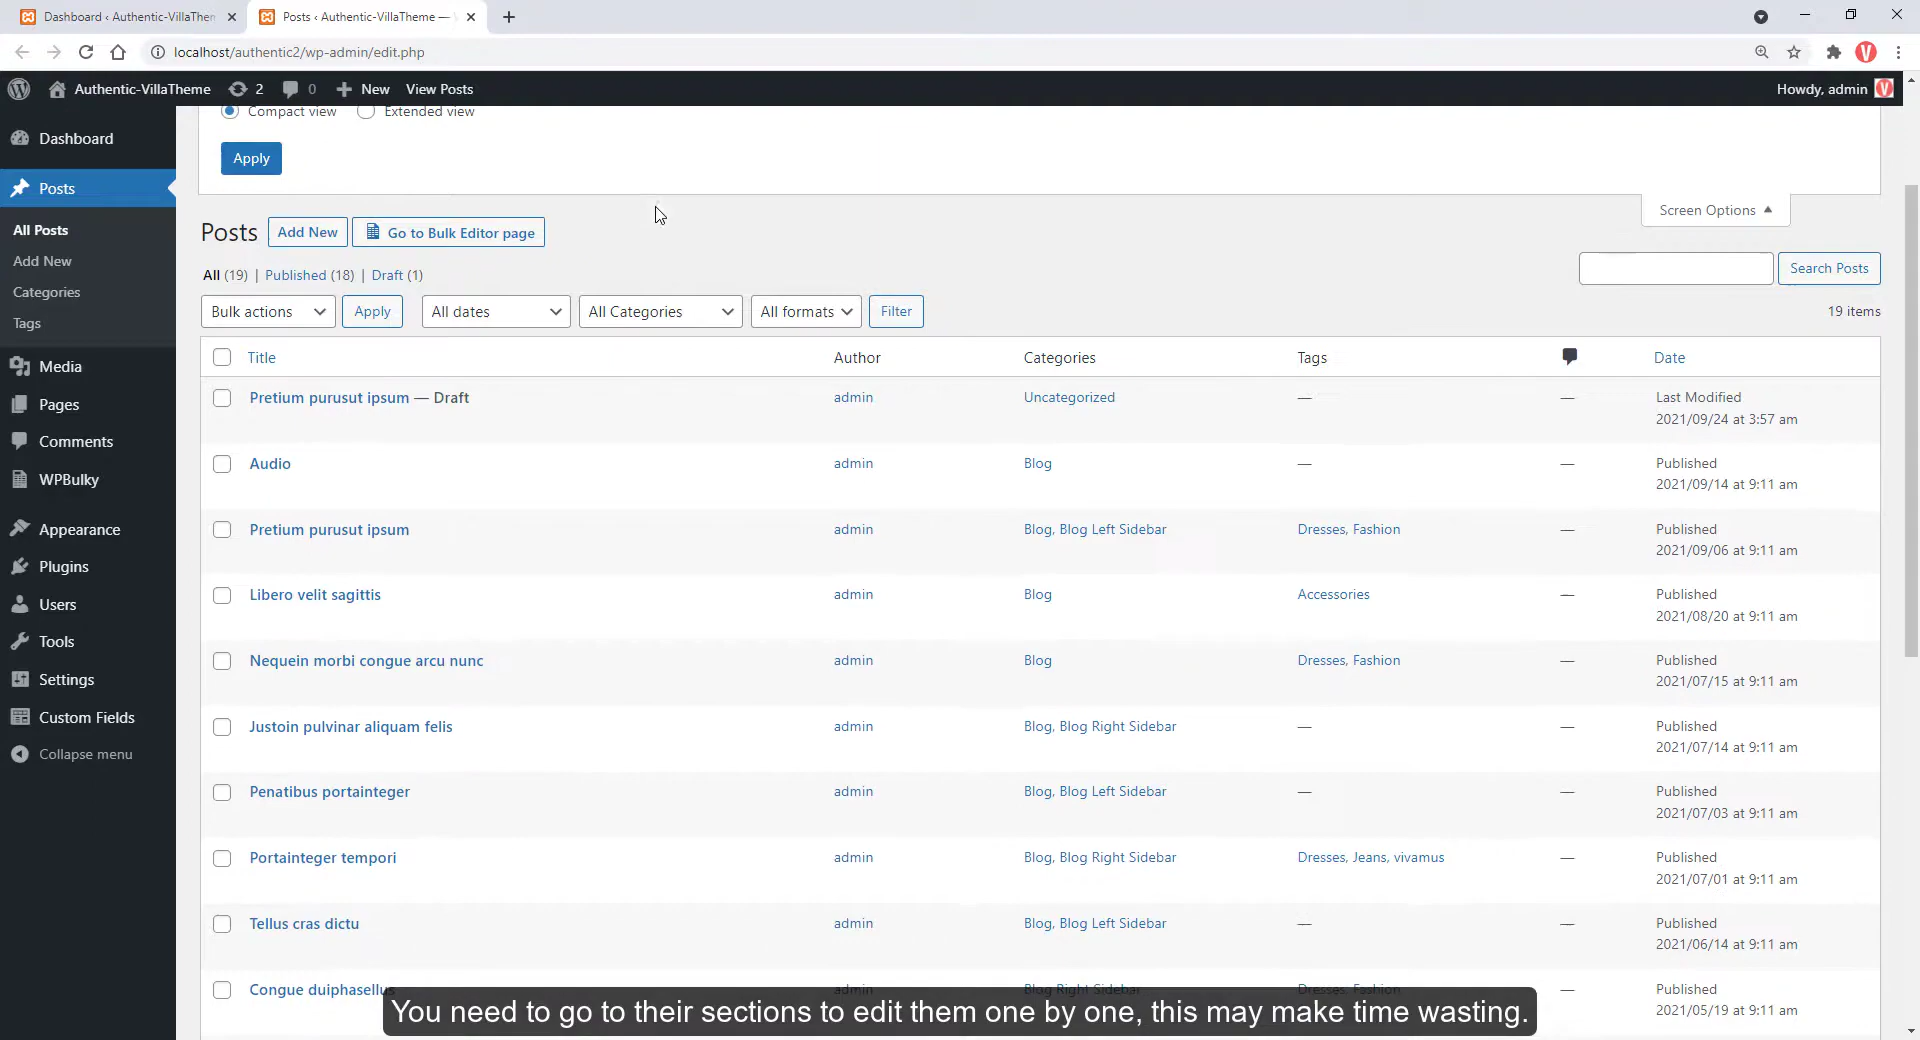 Dashboard ‹ Authentic-VillaThem
Posts ‹ Authentic-VillaTheme —
localhost/authentic2/wp-admin/edit.php
Authentic-VillaTheme 2 0 New View Posts Howdy, admin
Compact view Extended view
Apply
Screen Options
Dashboard
Posts
All Posts
Add New
Categories
Tags
Media
Pages
Comments
WPBulky
Appearance
Plugins
Users
Tools
Settings
Custom Fields
Collapse menu
Posts Add New Go to Bulk Editor page
All (19) | Published (18) | Draft (1)
Search Posts
Bulk actions Apply All dates All Categories All formats Filter 19 items
Title Author Categories Tags Date
Pretium purusut ipsum — Draft admin Uncategorized — — Last Modified
2021/09/24 at 3:57 am
Audio admin Blog — — Published
2021/09/14 at 9:11 am
Pretium purusut ipsum admin Blog, Blog Left Sidebar Dresses, Fashion — Published
2021/09/06 at 9:11 am
Libero velit sagittis admin Blog Accessories — Published
2021/08/20 at 9:11 am
Nequein morbi congue arcu nunc admin Blog Dresses, Fashion — Published
2021/07/15 at 9:11 am
Justoin pulvinar aliquam felis admin Blog, Blog Right Sidebar — — Published
2021/07/14 at 9:11 am
Penatibus portainteger admin Blog, Blog Left Sidebar — — Published
2021/07/03 at 9:11 am
Portainteger tempori admin Blog, Blog Right Sidebar Dresses, Jeans, vivamus — Published
2021/07/01 at 9:11 am
Tellus cras dictu admin Blog, Blog Left Sidebar — — Published
2021/06/14 at 9:11 am
Congue duiphasellus admin Blog Right Sidebar Dresses, Fashion — Published
2021/05/19 at 9:11 am
You need to go to their sections to edit them one by one, this may make time wasting.